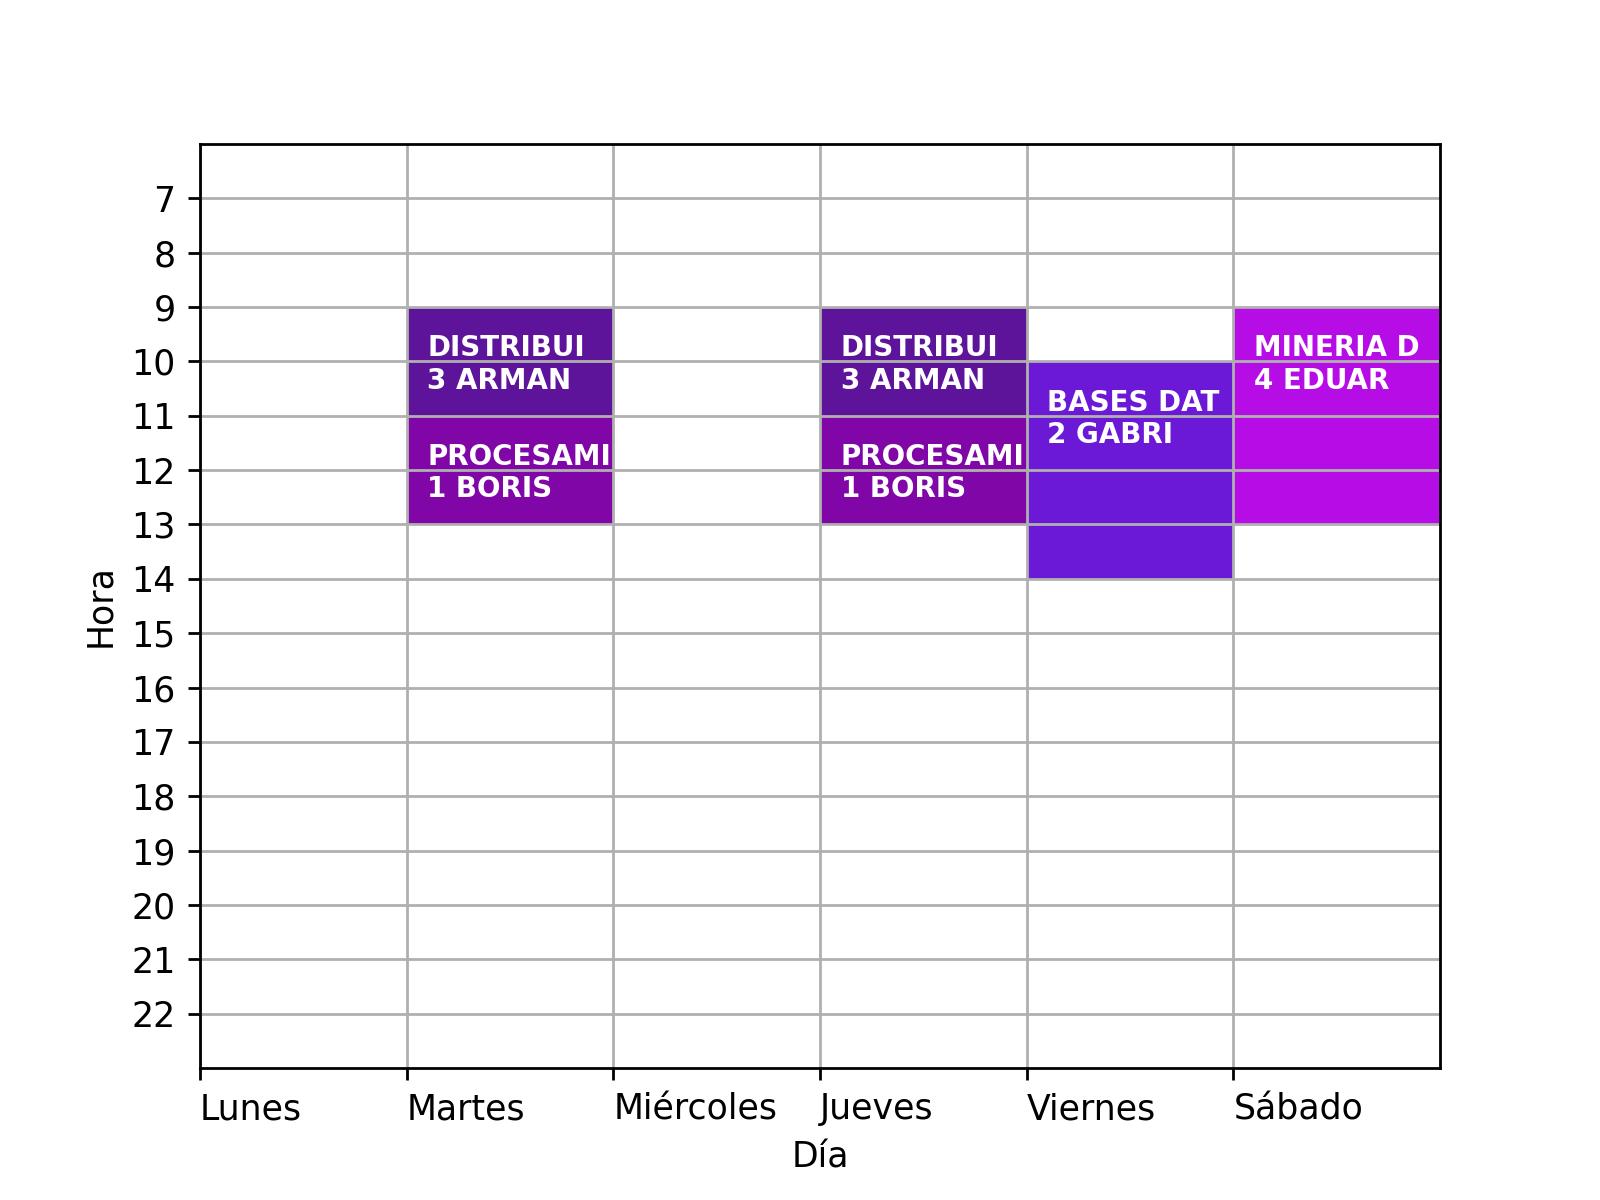 7
8
9
10
11
12
13
14
15
16
17
18
19
20
21
22
Hora
DISTRIBUI
3 ARMAN
PROCESAMI
1 BORIS
DISTRIBUI
3 ARMAN
PROCESAMI
1 BORIS
BASES DAT
2 GABRI
MINERIA D
4 EDUAR
Lunes
Martes
Miércoles
Jueves
Viernes
Sábado
Día